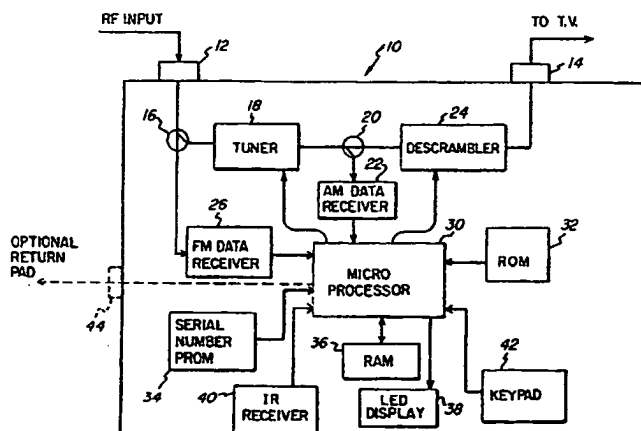 RF INPUT
TO T.V.
12
10
14
16
18
20
24
TUNER
DESCRAMBLER
22
AM DATA
RECEIVER
26
FM DATA
RECEIVER
30
MICRO
PROCESSOR
32
ROM
OPTIONAL
RETURN
PAD
44
SERIAL
NUMBER
PROM
34
36
RAM
42
KEYPAD
40
IR
RECEIVER
LED
DISPLAY
38